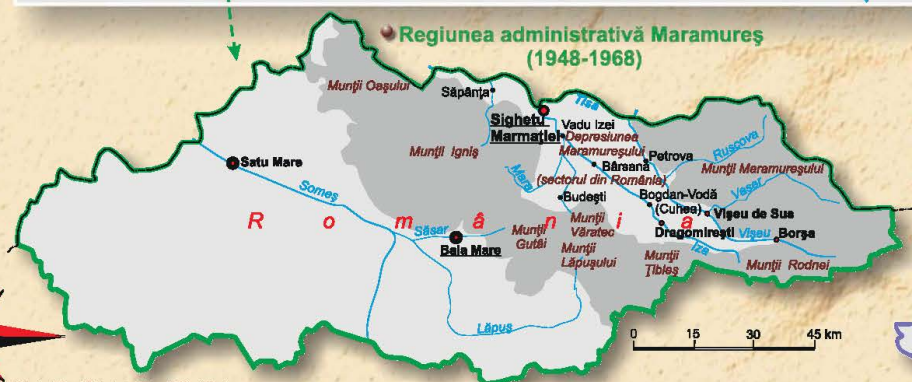 Regiunea administrativă Maramureş
(1948-1968)
Munţii Oaşului
Săpânţa
Tisa
Sighetu
Marmaţiei
Vadu Izei
Depresiunea
Maramureşului
(sectorul din România)
Munţii Igniş
Petrova
Ruscova
Bârsană
Munţii Maramureşului
Mara
Satu Mare
Vaser
Someş
Budeşti
Bogdan-Vodă
(Cunea)
Vişeu de Sus
România
Munţii
Văratec
Dragomireşti
Vişeu
Borşa
Săsar
Baia Mare
Munţii
Gutâi
Munţii
Lăpuşului
Iza
Munţii
Ţibleş
Munţii Rodnei
Lăpuş
0 15 30 45 km